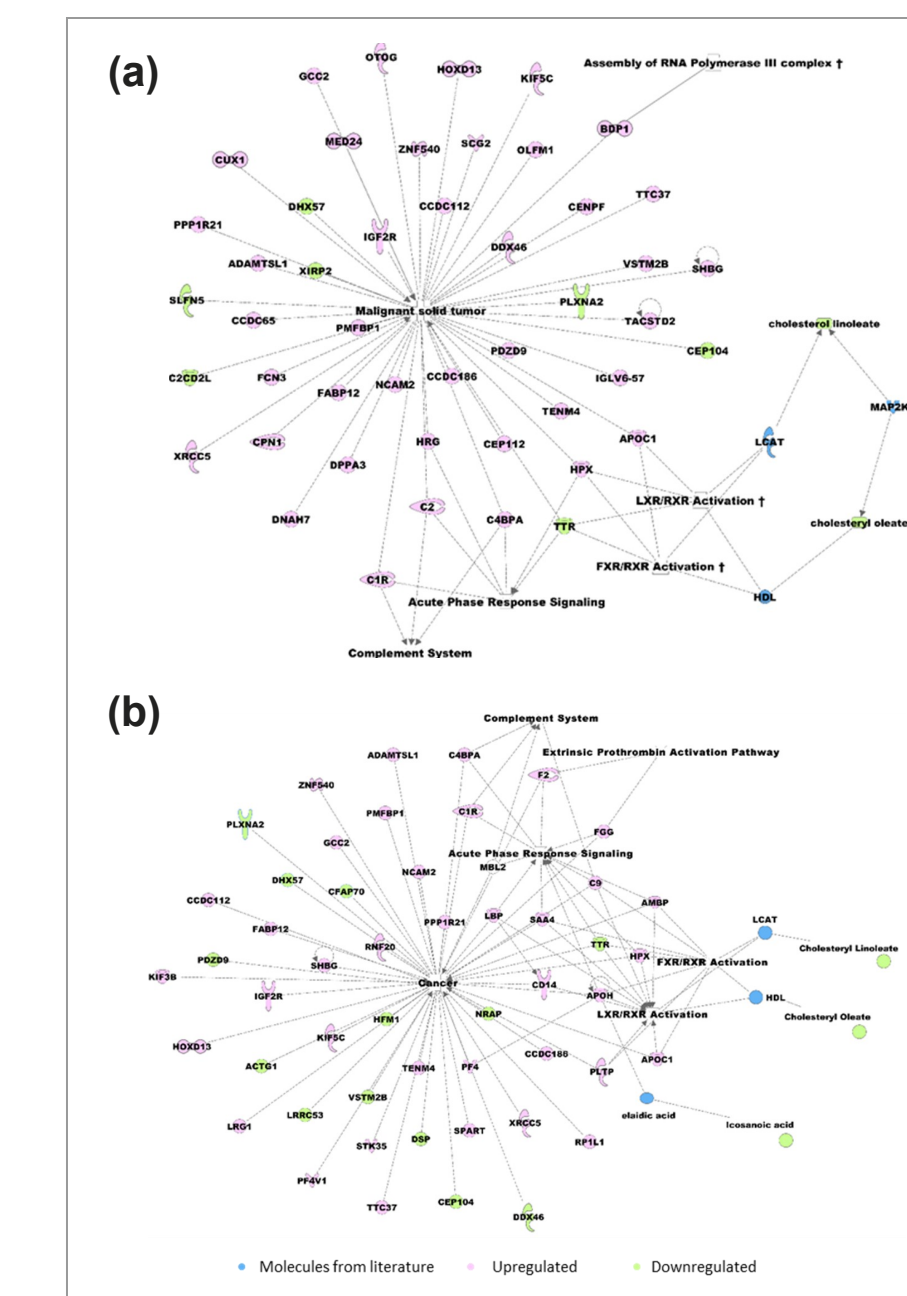 (a)
OTOG
HOXD13
Assembly of RNA Polymerase III complex †
GCC2
KIF5C
BDP1
MED24
ZNF540
SCG2
OLFM1
CUX1
TTC37
DHX57
CCDC112
CENPF
PPP1R21
IGF2R
DDX46
ADAMTSL1
XIRP2
VSTM2B
SHBG
SLFN5
PLXNA2
Malignant solid tumor
CCDC65
PMFBP1
TACSTD2
cholesterol linoleate
PDZD9
CEP104
C2CD2L
FCN3
FABP12
NCAM2
CCDC186
IGLV6-57
TENM4
MAP2K
XRCC5
CPN1
HRG
CEP112
APOC1
LCAT
DPPA3
HPX
LXR/RXR Activation †
DNAH7
C2
C4BPA
TTR
cholesteryl oleate
FXR/RXR Activation †
C1R
Acute Phase Response Signaling
HDL
Complement System
(b)
Complement System
ADAMTSL1
C4BPA
Extrinsic Prothrombin Activation Pathway
F2
ZNF540
PMFBP1
C1R
PLXNA2
FGG
GCC2
Acute Phase Response Signaling
MBL2
NCAM2
DHX57
CFAP70
C9
CCDC112
AMBP
FABP12
PPP1R21
LBP
SAA4
LCAT
RNF20
TTR
Cholesteryl Linoleate
PDZD9
SHBG
HPX
FXR/RXR Activation
KIF3B
Cancer
CD14
IGF2R
APOH
HDL
HFM1
NRAP
LXR/RXR Activation
Cholesteryl Oleate
HOXD13
KIF5C
CCDC186
ACTG1
TENM4
PF4
PLTP
APOC1
VSTM2B
LRRC53
elaidic acid
LRG1
STK35
DSP
SPART
XRCC5
RP1L1
Icosanoic acid
PF4V1
TTC37
CEP104
DDX46
Molecules from literature
Upregulated
Downregulated